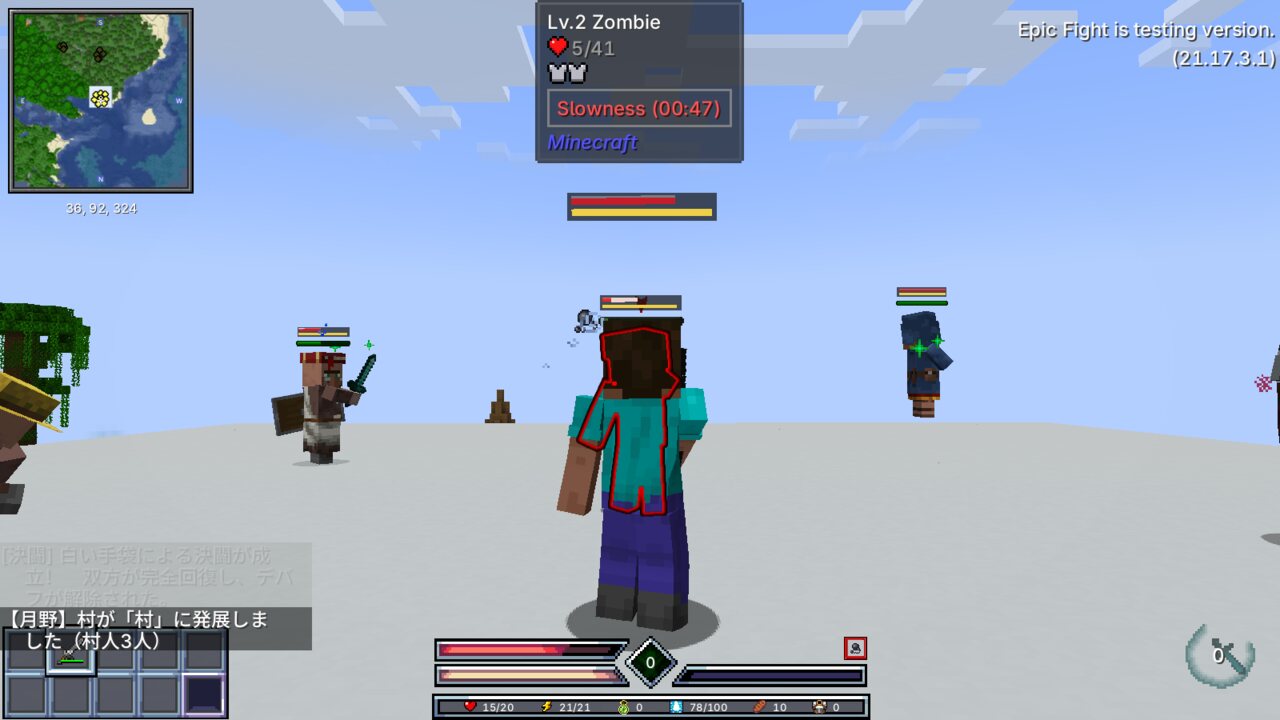 Lv.2 Zombie
5/41
Slowness (00:47)
Minecraft
Epic Fight is testing version.
(21.17.3.1)
S
E
W
N
36, 92, 324
[決闘] 白い手袋による決闘が成
立! 双方が完全回復し、デバ
フが解除された。
【月野】村が「村」に発展しま
した（村人3人）
0
15/20
21/21
0
78/100
10
0
0